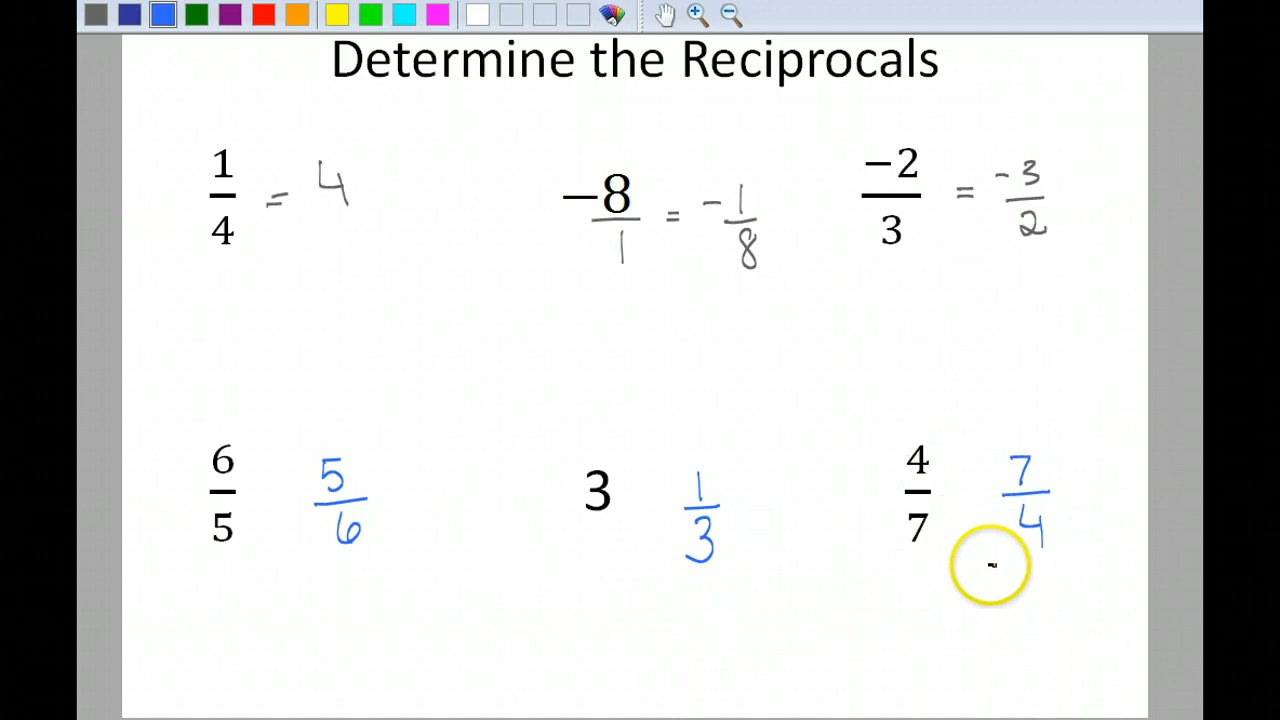 Determine the Reciprocals
1/4 = 4
−8/1 = -1/8
−2/3 = -3/2
6/5 5/6
3 1/3
4/7 7/4